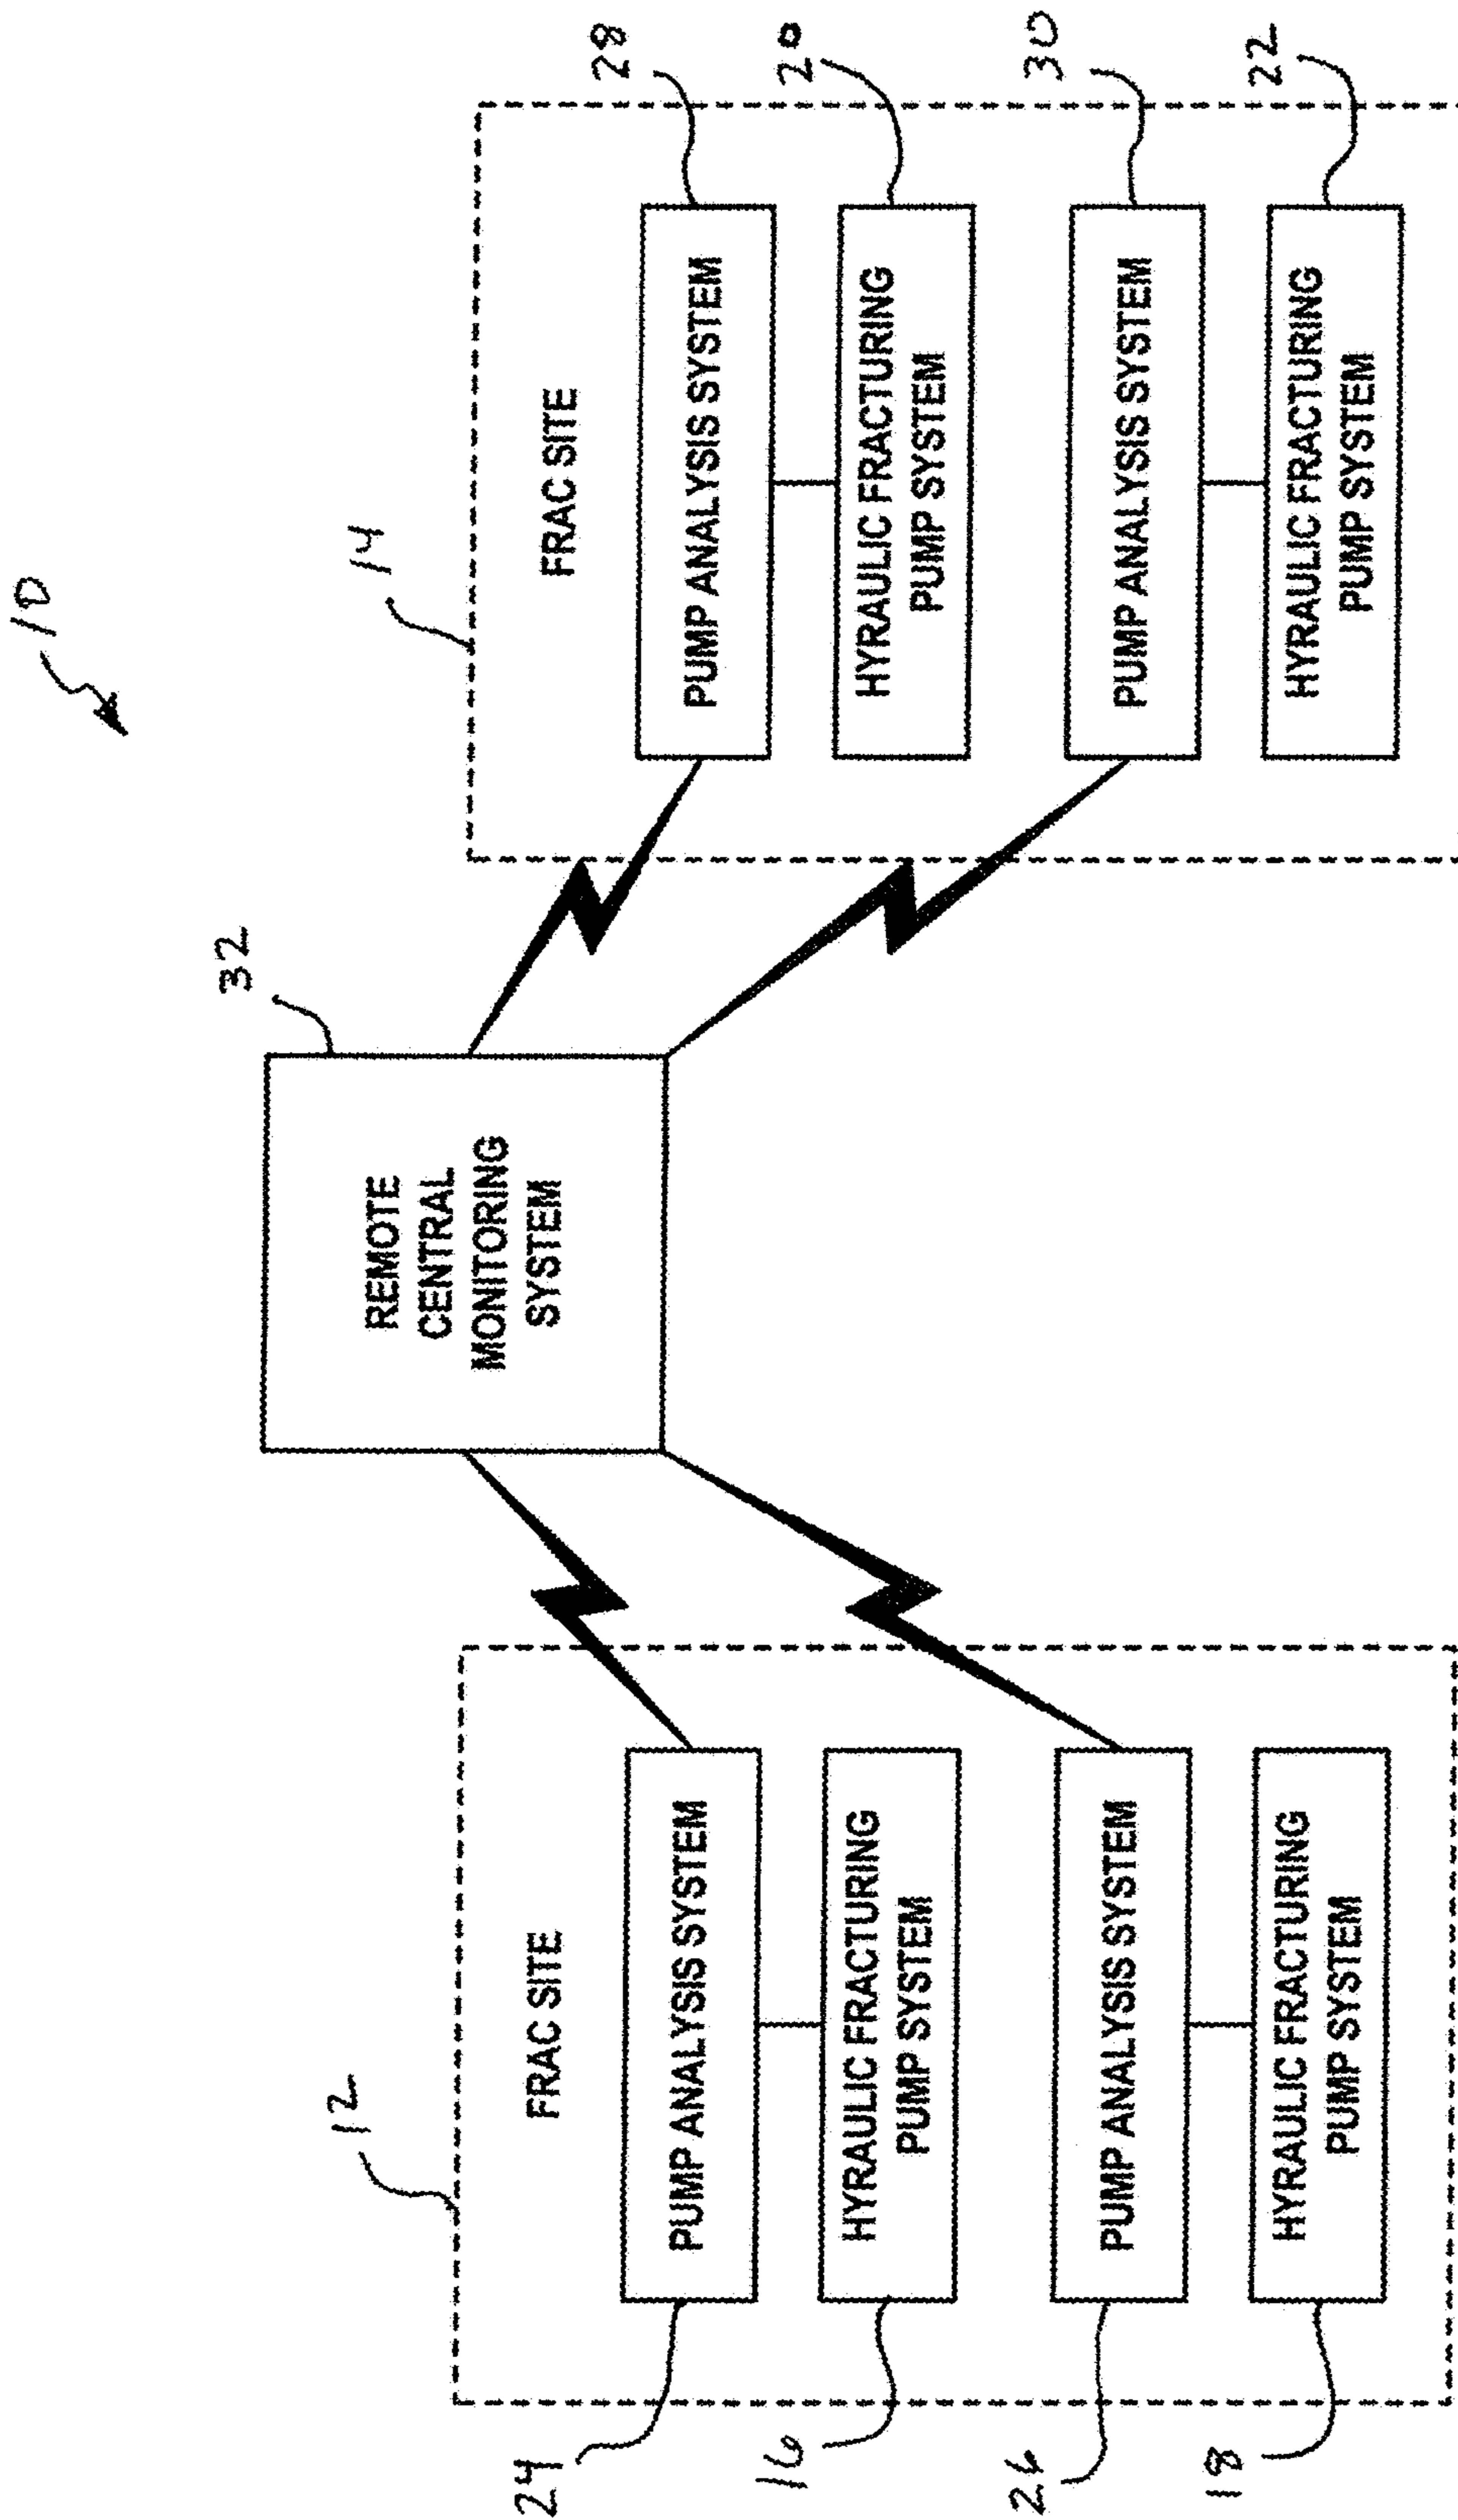 10
32
REMOTE
CENTRAL
MONITORING
SYSTEM
12
FRAC SITE
24
PUMP ANALYSIS SYSTEM
16
HYRAULIC FRACTURING
PUMP SYSTEM
26
PUMP ANALYSIS SYSTEM
18
HYRAULIC FRACTURING
PUMP SYSTEM
14
FRAC SITE
28
PUMP ANALYSIS SYSTEM
20
HYRAULIC FRACTURING
PUMP SYSTEM
30
PUMP ANALYSIS SYSTEM
22
HYRAULIC FRACTURING
PUMP SYSTEM